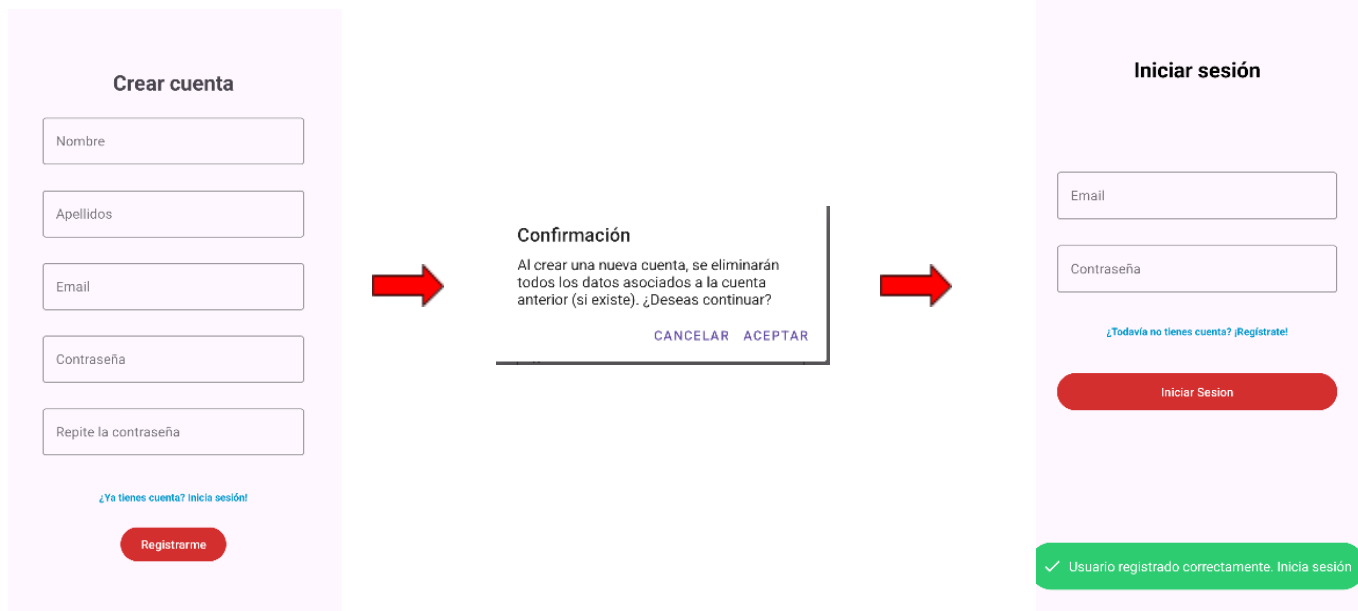 Crear cuenta
Nombre
Apellidos
Email
Contraseña
Repite la contraseña
¿Ya tienes cuenta? Inicia sesión!
Registrarme
Confirmación
Al crear una nueva cuenta, se eliminarán
todos los datos asociados a la cuenta
anterior (si existe). ¿Deseas continuar?
CANCELAR ACEPTAR
Iniciar sesión
Email
Contraseña
¿Todavía no tienes cuenta? ¡Regístrate!
Iniciar Sesion
Usuario registrado correctamente. Inicia sesión